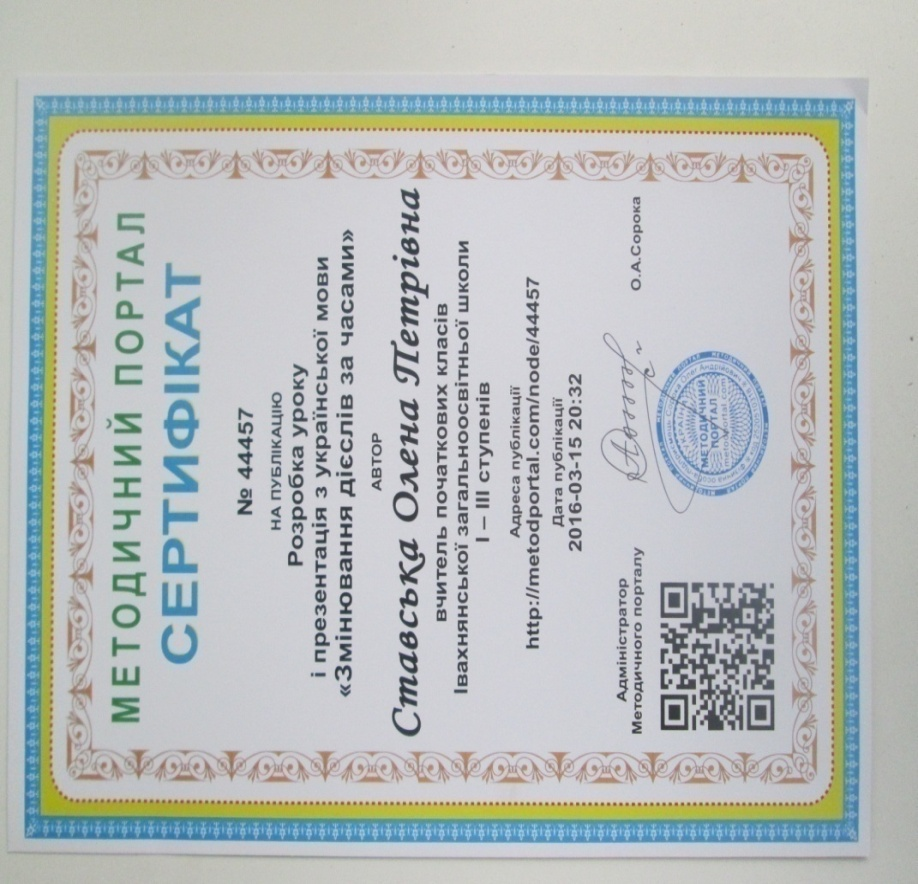 МЕТОДИЧНИЙ ПОРТАЛ
СЕРТИФІКАТ
№ 44457
НА ПУБЛІКАЦІЮ
Розробка уроку
і презентація з української мови
«Змінювання дієслів за часами»
АВТОР
Ставська Олена Петрівна
вчитель початкових класів
Івахнянської загальноосвітньої школи
І – ІІІ ступенів
Адреса публікації
http://metodportal.com/node/44457
Дата публікації
2016-03-15 20:32
Адміністратор
Методичного порталу
О.А.Сорока
МЕТОДИЧНИЙ
ПОРТАЛ